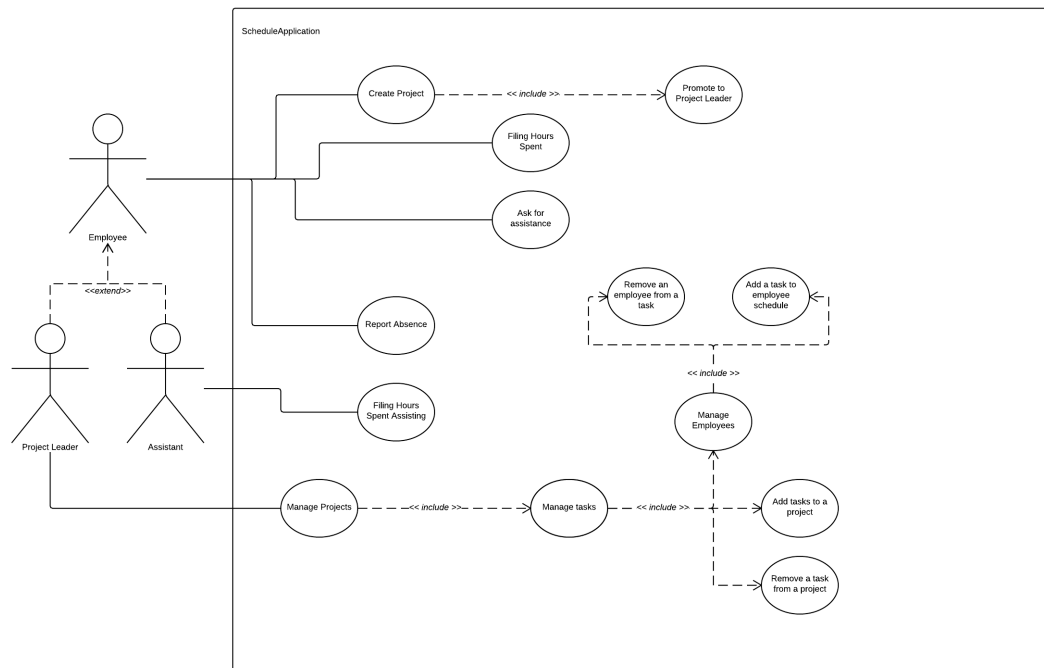 ScheduleApplication
Create Project
<< include >>
Promote to
Project Leader
Filing Hours
Spent
Ask for
assistance
Employee
<<extend>>
Remove an
employee from a
task
Add a task to
employee
schedule
Report Absence
<< include >>
Filing Hours
Spent Assisting
Manage
Employees
Project Leader
Assistant
Manage Projects
<< include >>
Manage tasks
<< include >>
Add tasks to a
project
Remove a task
from a project